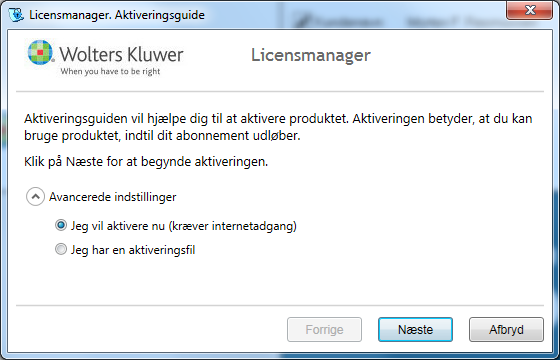 Licensmanager. Aktiveringsguide
Wolters Kluwer
When you have to be right
Licensmanager
Aktiveringsguiden vil hjælpe dig til at aktivere produktet. Aktiveringen betyder, at du kan
bruge produktet, indtil dit abonnement udløber.
Klik på Næste for at begynde aktiveringen.
Avancerede indstillinger
Jeg vil aktivere nu (kræver internetadgang)
Jeg har en aktiveringsfil
Forrige
Næste
Afbryd